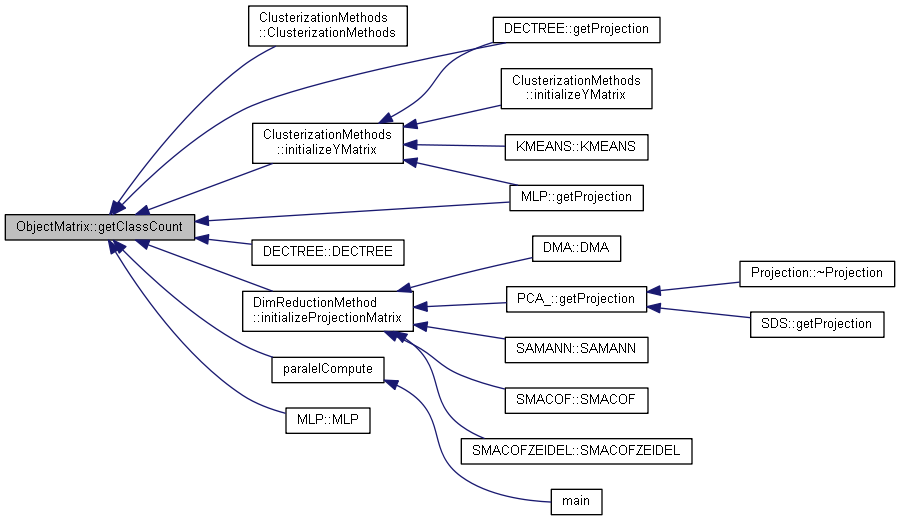 ClusterizationMethods
::ClusterizationMethods
DECTREE::getProjection
ClusterizationMethods
::initializeYMatrix
ClusterizationMethods
::initializeYMatrix
KMEANS::KMEANS
MLP::getProjection
ObjectMatrix::getClassCount
DECTREE::DECTREE
DMA::DMA
Projection::~Projection
DimReductionMethod
::initializeProjectionMatrix
PCA_::getProjection
SDS::getProjection
SAMANN::SAMANN
paralelCompute
SMACOF::SMACOF
MLP::MLP
SMACOFZEIDEL::SMACOFZEIDEL
main